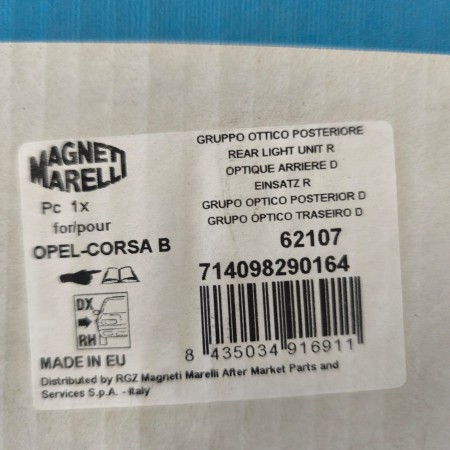 MAGNETI
MARELLI
Pc 1x
for/pour
OPEL-CORSA B
DX
RH
MADE IN EU
GRUPPO OTTICO POSTERIORE
REAR LIGHT UNIT R
OPTIQUE ARRIERE D
EINSATZ R
GRUPO OPTICO POSTERIOR D
GRUPO ÓPTICO TRASEIRO D
62107
714098290164
8 435034 916911
Distributed by RGZ Magneti Marelli After Market Parts and
Services S.p.A. - Italy